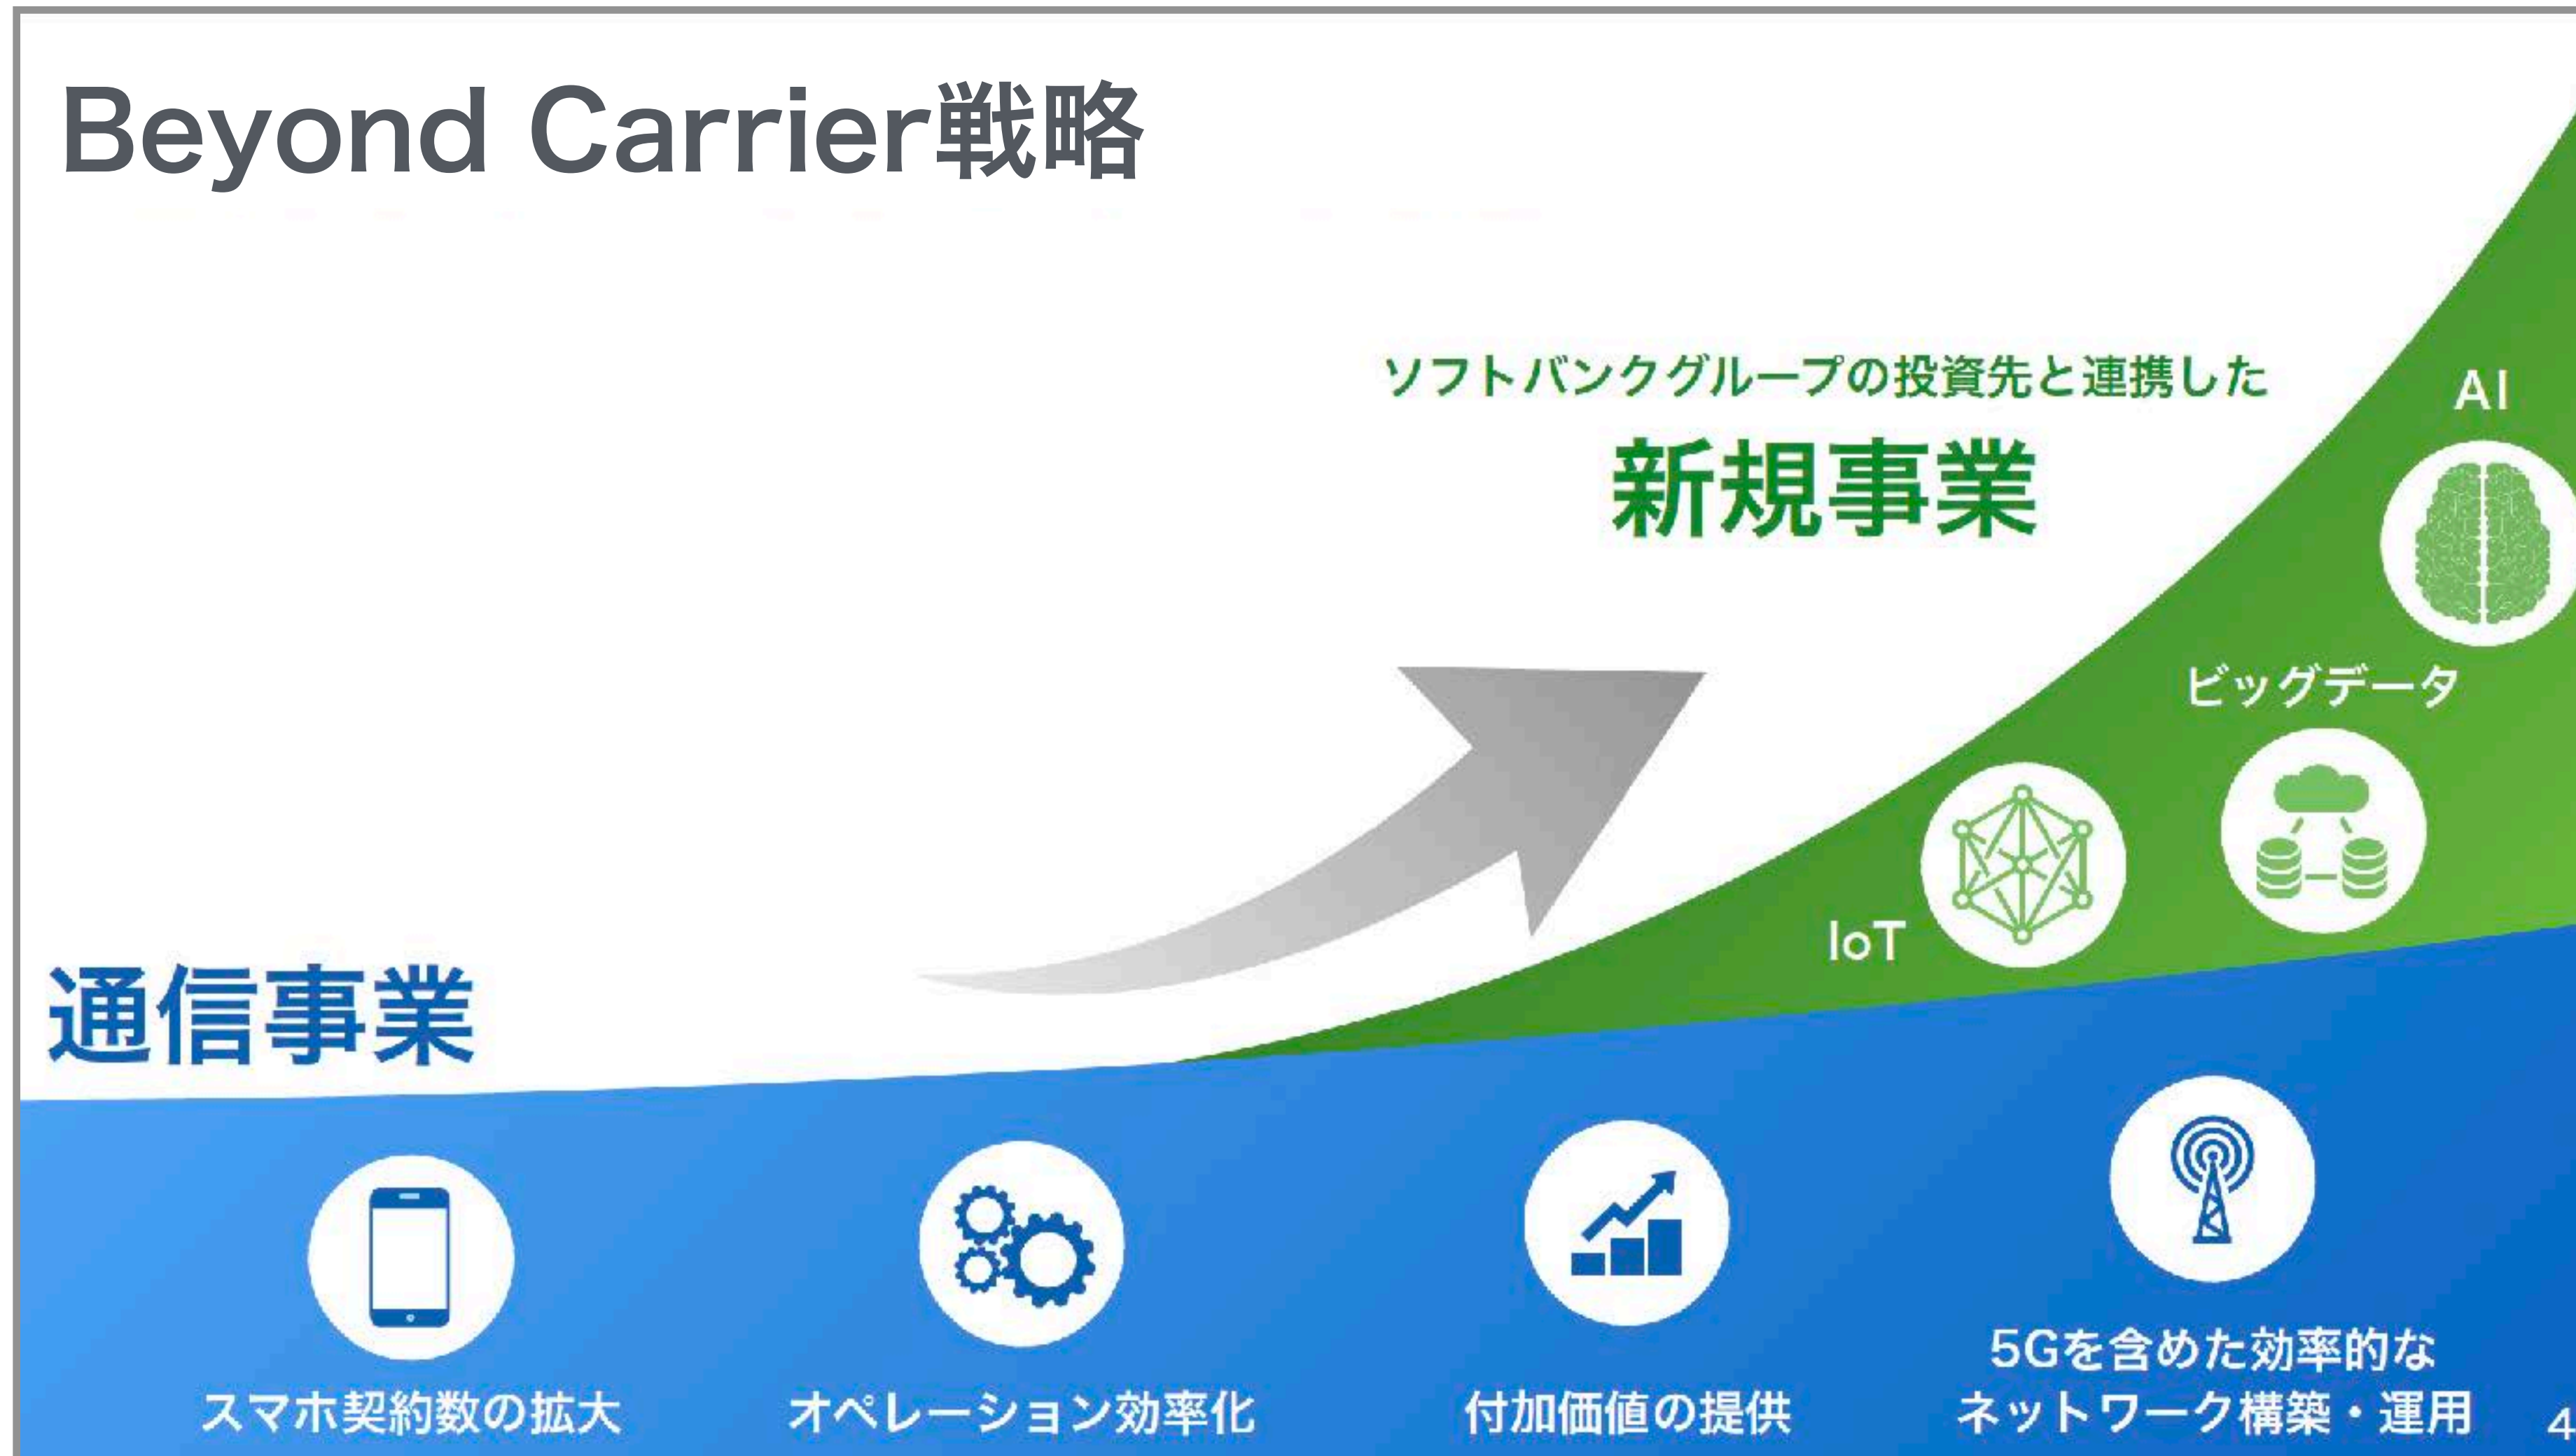 Beyond Carrier戦略
ソフトバンクグループの投資先と連携した
新規事業
AI
ビッグデータ
IoT
通信事業
スマホ契約数の拡大
オペレーション効率化
付加価値の提供
5Gを含めた効率的な
ネットワーク構築・運用
4